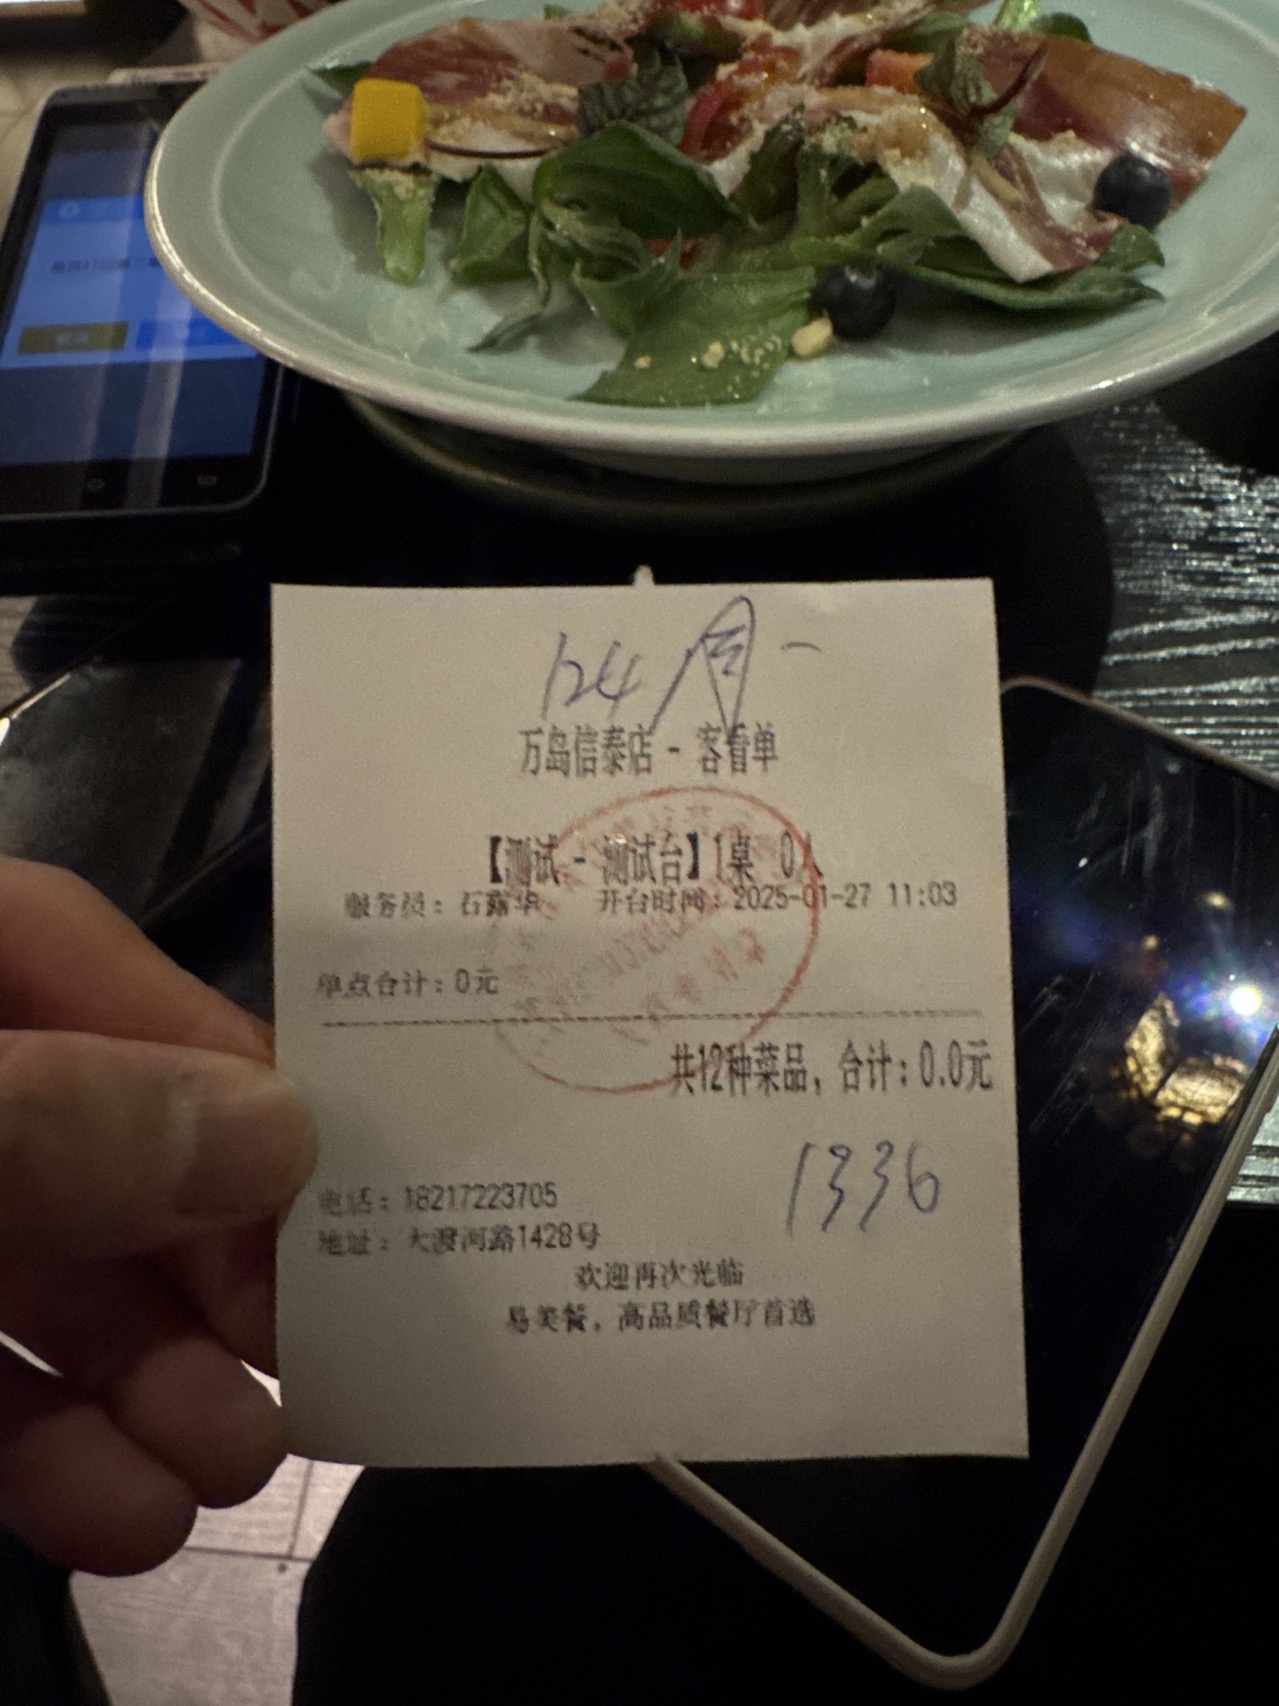 124
万岛信泰店 - 客看单
【测试 - 测试台】1桌 0人
服务员：石露华 开台时间：2025-01-27 11:03
单点合计：0元
共12种菜品，合计：0.0元
1336
电话：18217223705
地址：大渡河路1428号
欢迎再次光临
易笑餐，高品质餐厅首选